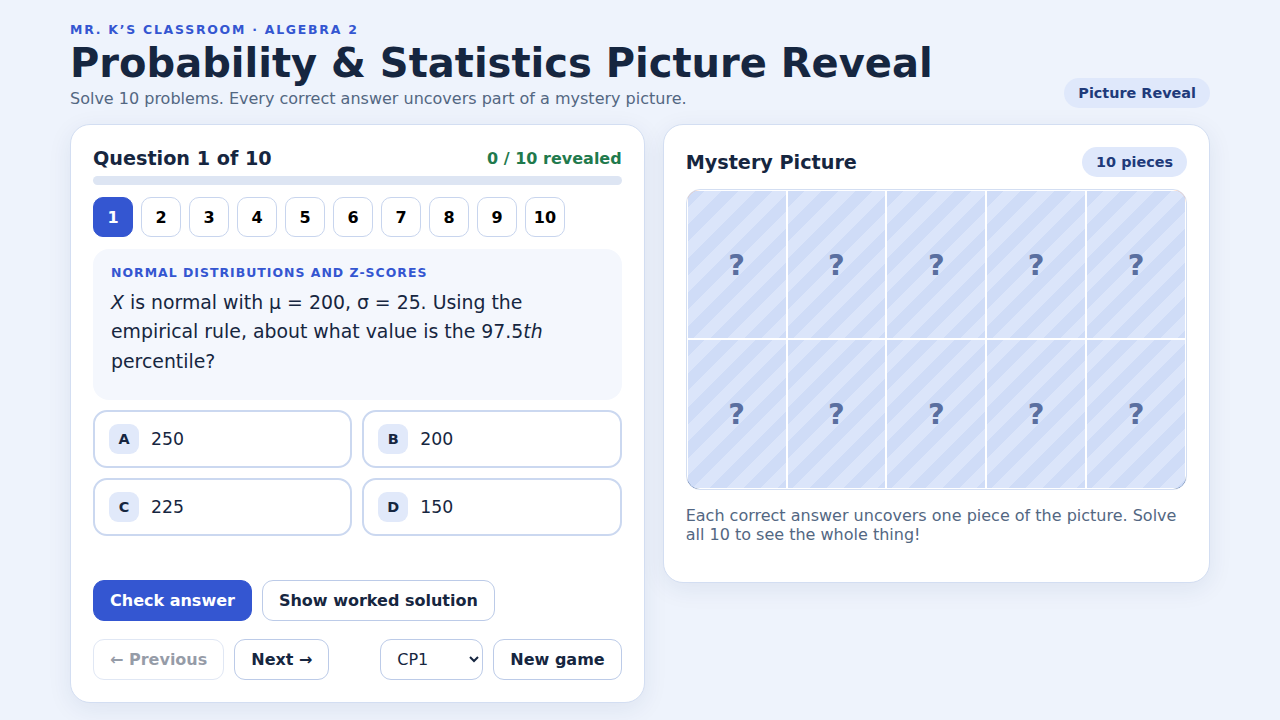 MR. K’S CLASSROOM · ALGEBRA 2
Probability & Statistics Picture Reveal
Solve 10 problems. Every correct answer uncovers part of a mystery picture.
Picture Reveal
Question 1 of 10
0 / 10 revealed
1 2 3 4 5 6 7 8 9 10
NORMAL DISTRIBUTIONS AND Z-SCORES
X is normal with μ = 200, σ = 25. Using the
empirical rule, about what value is the 97.5th
percentile?
A 250
B 200
C 225
D 150
Check answer
Show worked solution
← Previous
Next →
CP1
New game
Mystery Picture
10 pieces
? ? ? ? ?
? ? ? ? ?
Each correct answer uncovers one piece of the picture. Solve
all 10 to see the whole thing!